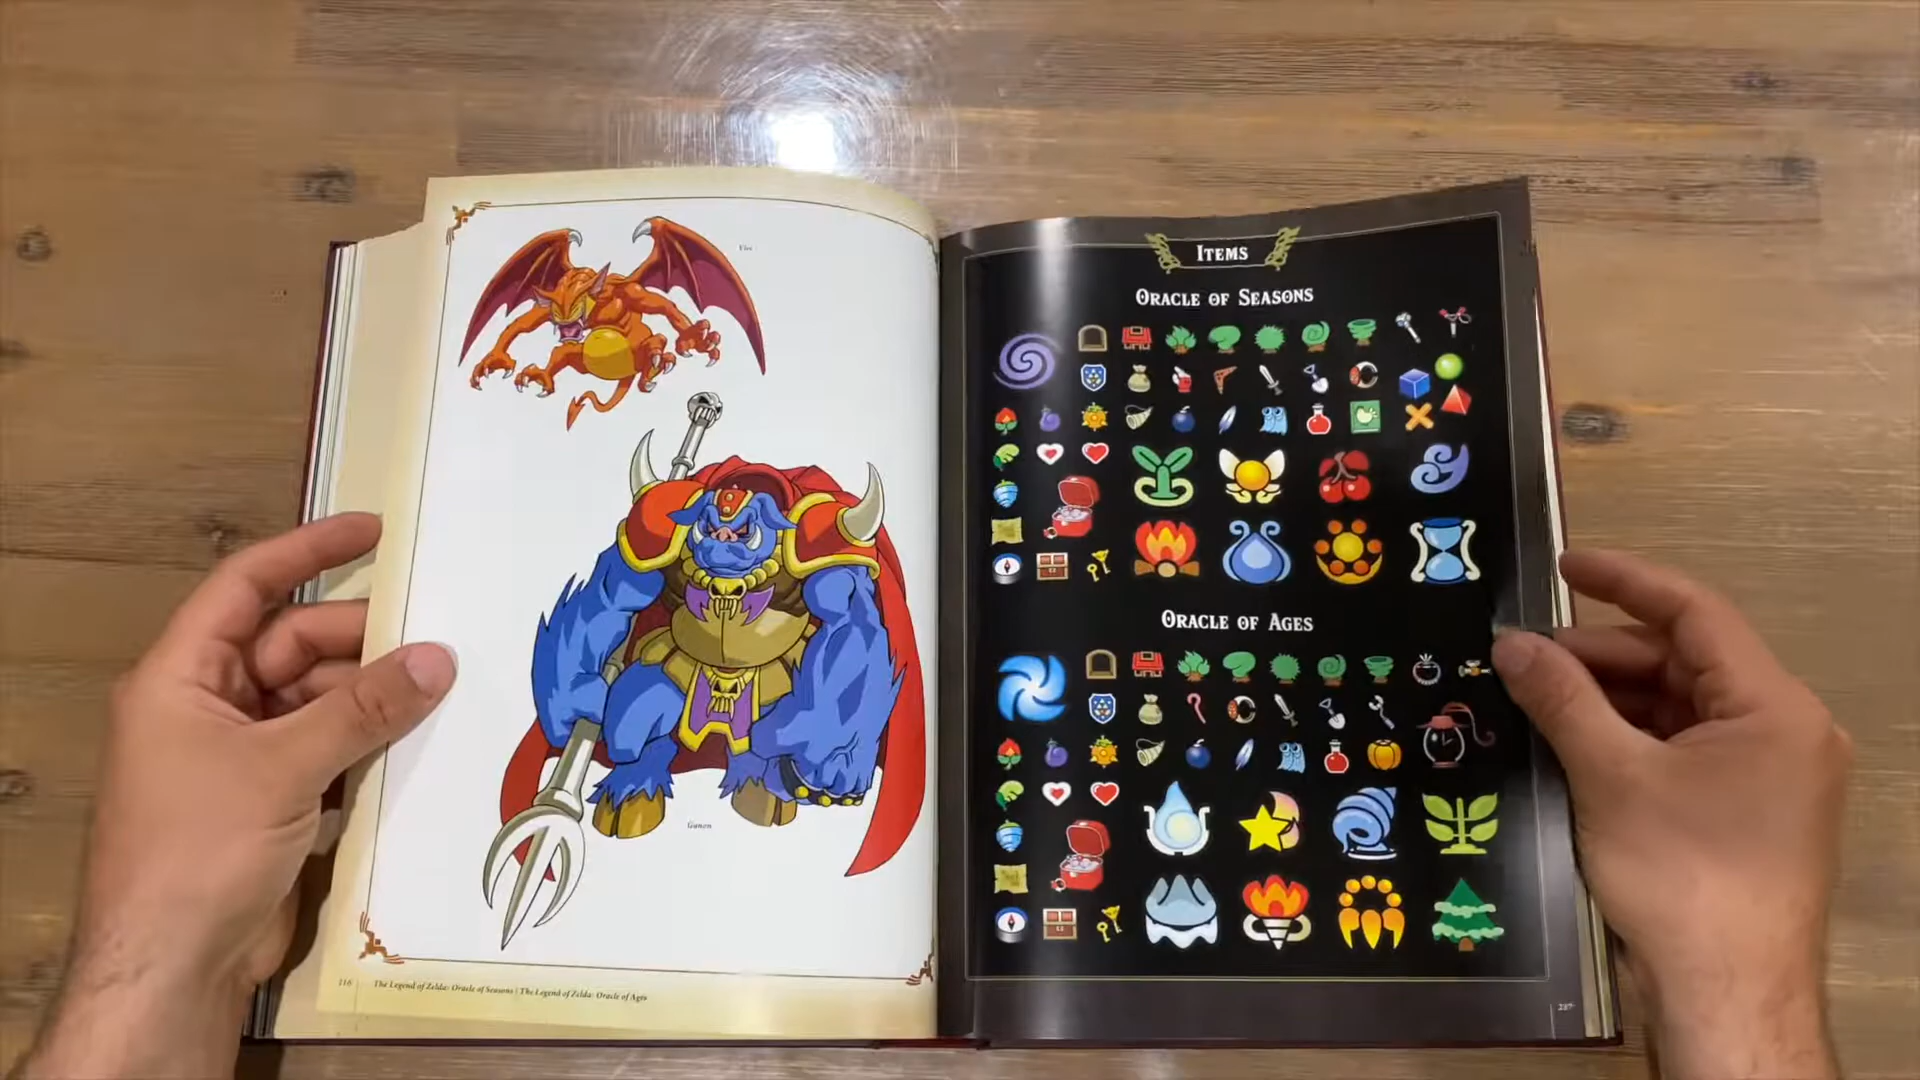 Ganon
116 The Legend of Zelda: Oracle of Seasons | The Legend of Zelda: Oracle of Ages
Items
Oracle of Seasons
Oracle of Ages